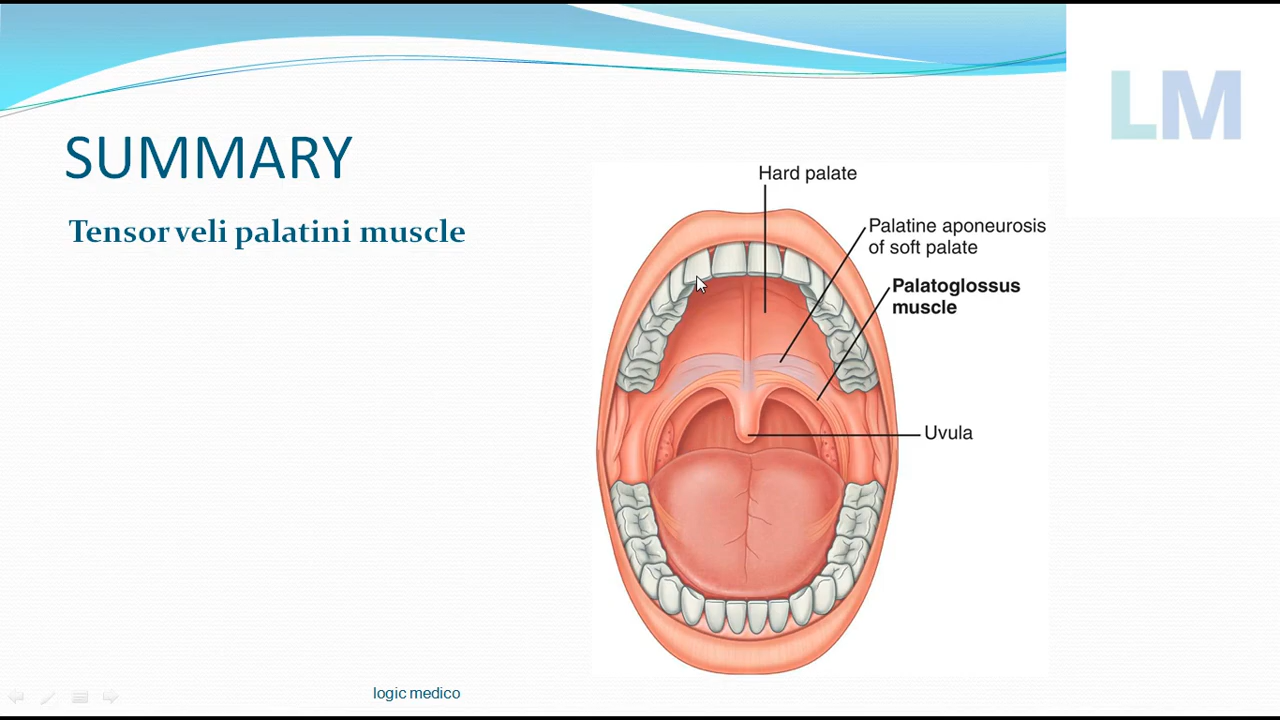 LM
SUMMARY
Tensor veli palatini muscle
Hard palate
Palatine aponeurosis
of soft palate
Palatoglossus
muscle
Uvula
logic medico